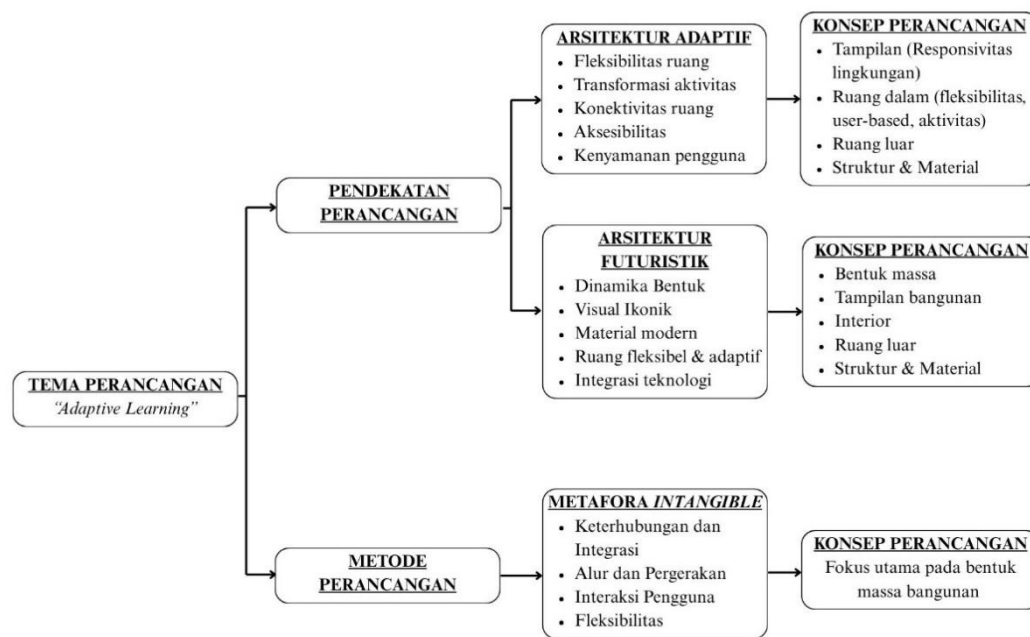 TEMA PERANCANGAN
“Adaptive Learning”
PENDEKATAN
PERANCANGAN
ARSITEKTUR ADAPTIF
• Fleksibilitas ruang
• Transformasi aktivitas
• Konektivitas ruang
• Aksesibilitas
• Kenyamanan pengguna
KONSEP PERANCANGAN
• Tampilan (Responsivitas
lingkungan)
• Ruang dalam (fleksibilitas,
user-based, aktivitas)
• Ruang luar
• Struktur & Material
ARSITEKTUR
FUTURISTIK
• Dinamika Bentuk
• Visual Ikonik
• Material modern
• Ruang fleksibel & adaptif
• Integrasi teknologi
KONSEP PERANCANGAN
• Bentuk massa
• Tampilan bangunan
• Interior
• Ruang luar
• Struktur & Material
METODE
PERANCANGAN
METAFORA INTANGIBLE
• Keterhubungan dan
Integrasi
• Alur dan Pergerakan
• Interaksi Pengguna
• Fleksibilitas
KONSEP PERANCANGAN
Fokus utama pada bentuk
massa bangunan